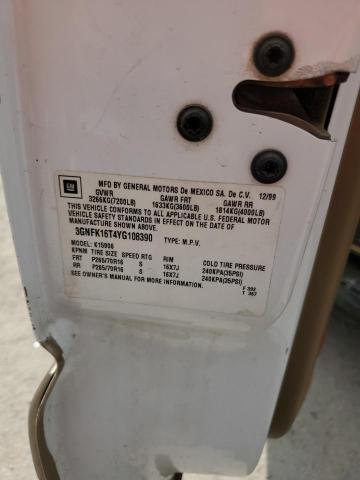 GM
MFD BY GENERAL MOTORS De MEXICO SA. De C.V. 12/99
GVWR GAWR FRT GAWR RR
3266KG(7200LB) 1633KG(3600LB) 1814KG(4000LB)
THIS VEHICLE CONFORMS TO ALL APPLICABLE U.S. FEDERAL MOTOR
VEHICLE SAFETY STANDARDS IN EFFECT ON THE DATE OF
MANUFACTURE SHOWN ABOVE.
3GNFK16T4YG108390 TYPE: M.P.V.
MODEL: K15906
KPNM TIRE SIZE SPEED RTG RIM COLD TIRE PRESSURE
FRT P265/70R16 S 16X7J 240KPA(35PSI)
RR P265/70R16 S 16X7J 240KPA(35PSI)
SEE OWNER'S MANUAL FOR MORE INFORMATION.
F 392
T 357